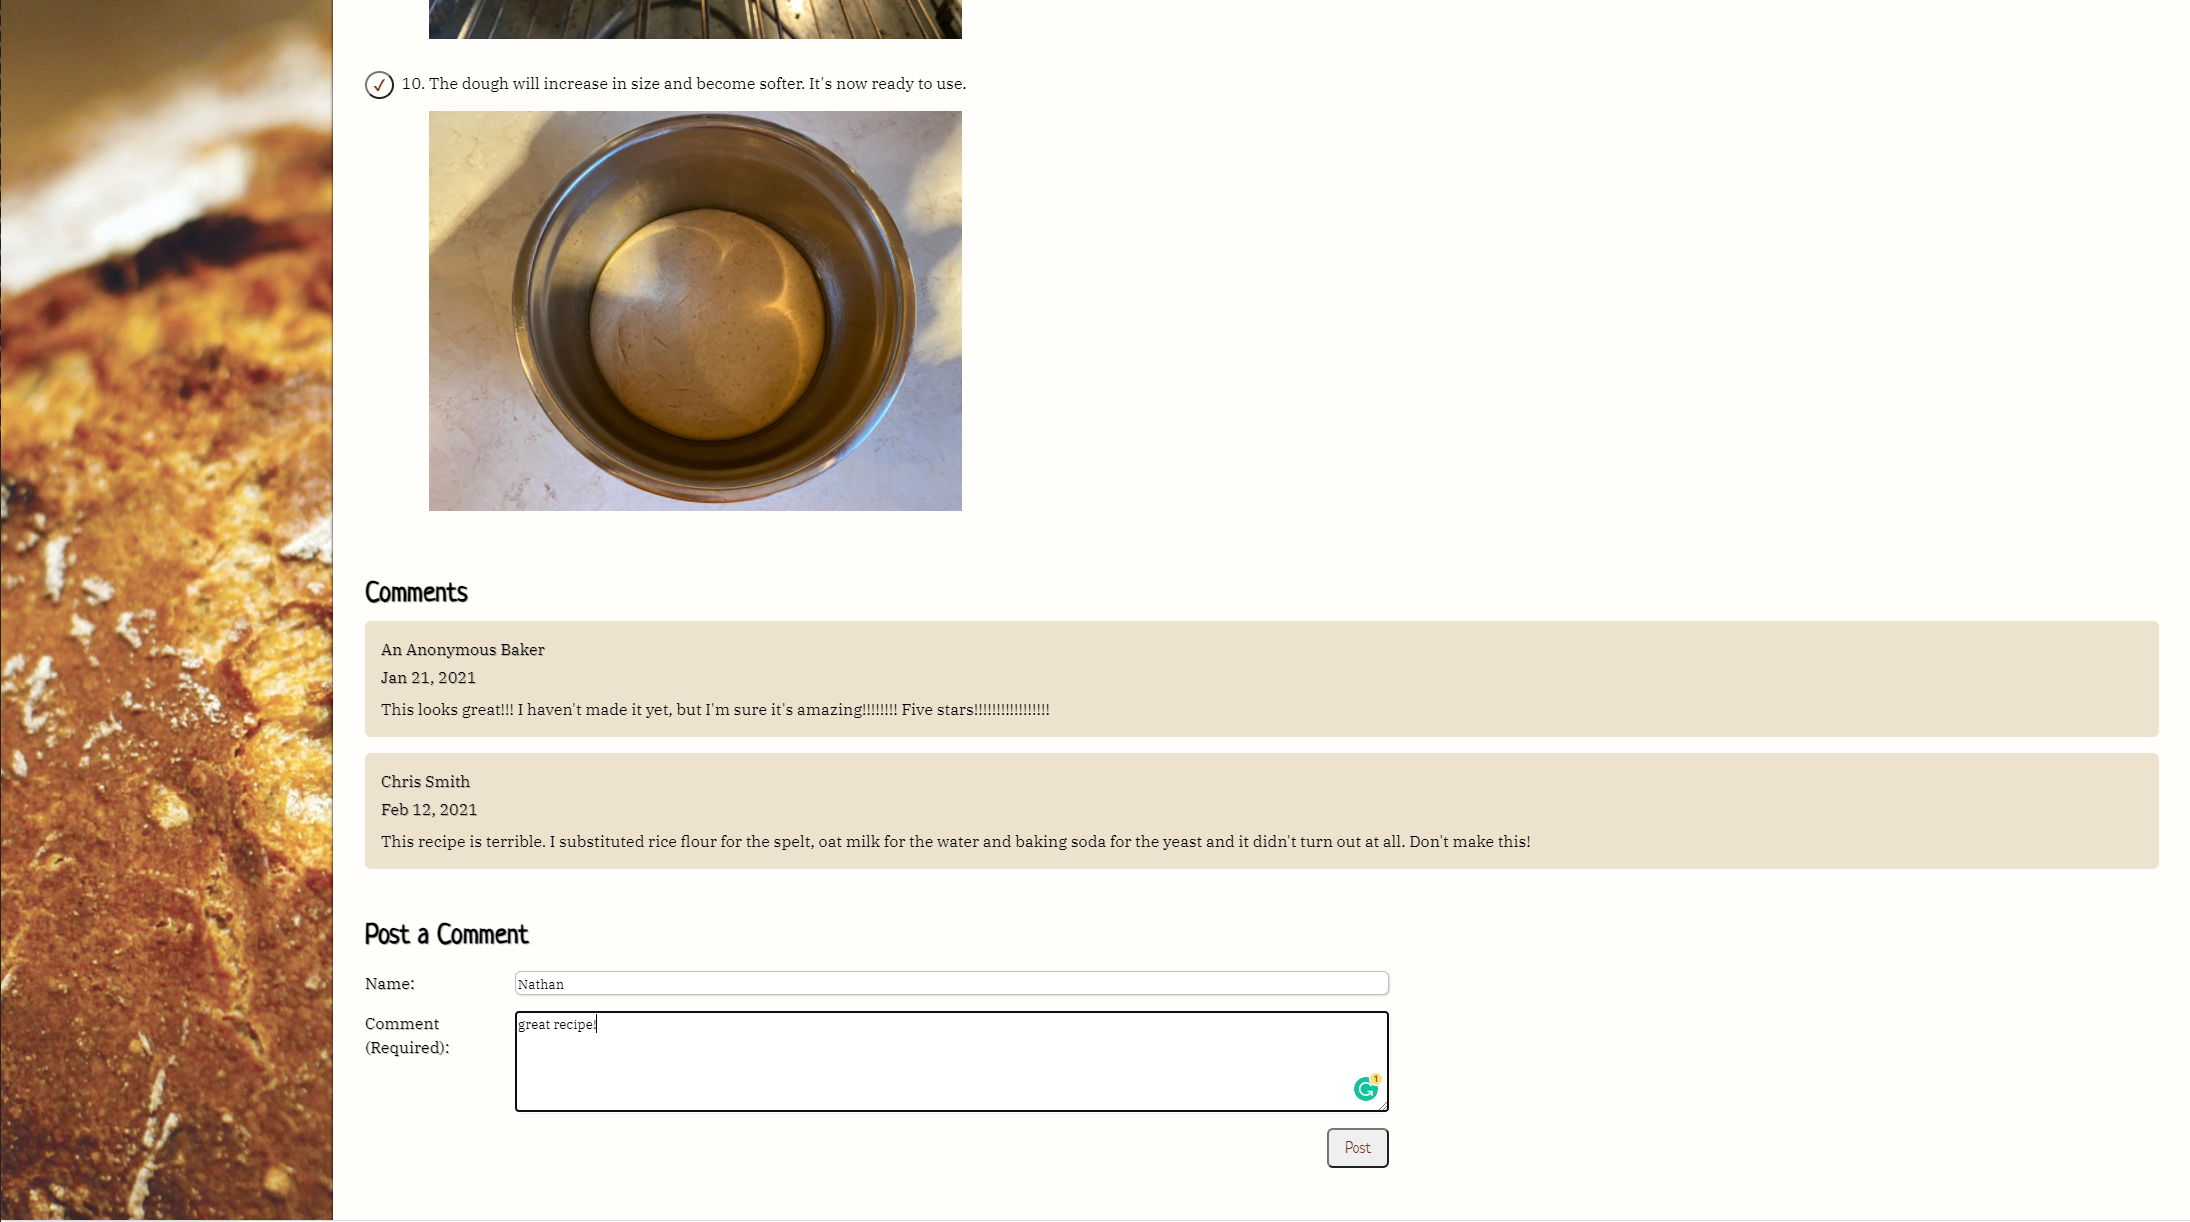 ✓ 10. The dough will increase in size and become softer. It's now ready to use.
Comments
An Anonymous Baker
Jan 21, 2021
This looks great!!! I haven't made it yet, but I'm sure it's amazing!!!!!!!! Five stars!!!!!!!!!!!!!!!!!
Chris Smith
Feb 12, 2021
This recipe is terrible. I substituted rice flour for the spelt, oat milk for the water and baking soda for the yeast and it didn't turn out at all. Don't make this!
Post a Comment
Name:
Nathan
Comment
(Required):
great recipe!
1
Post